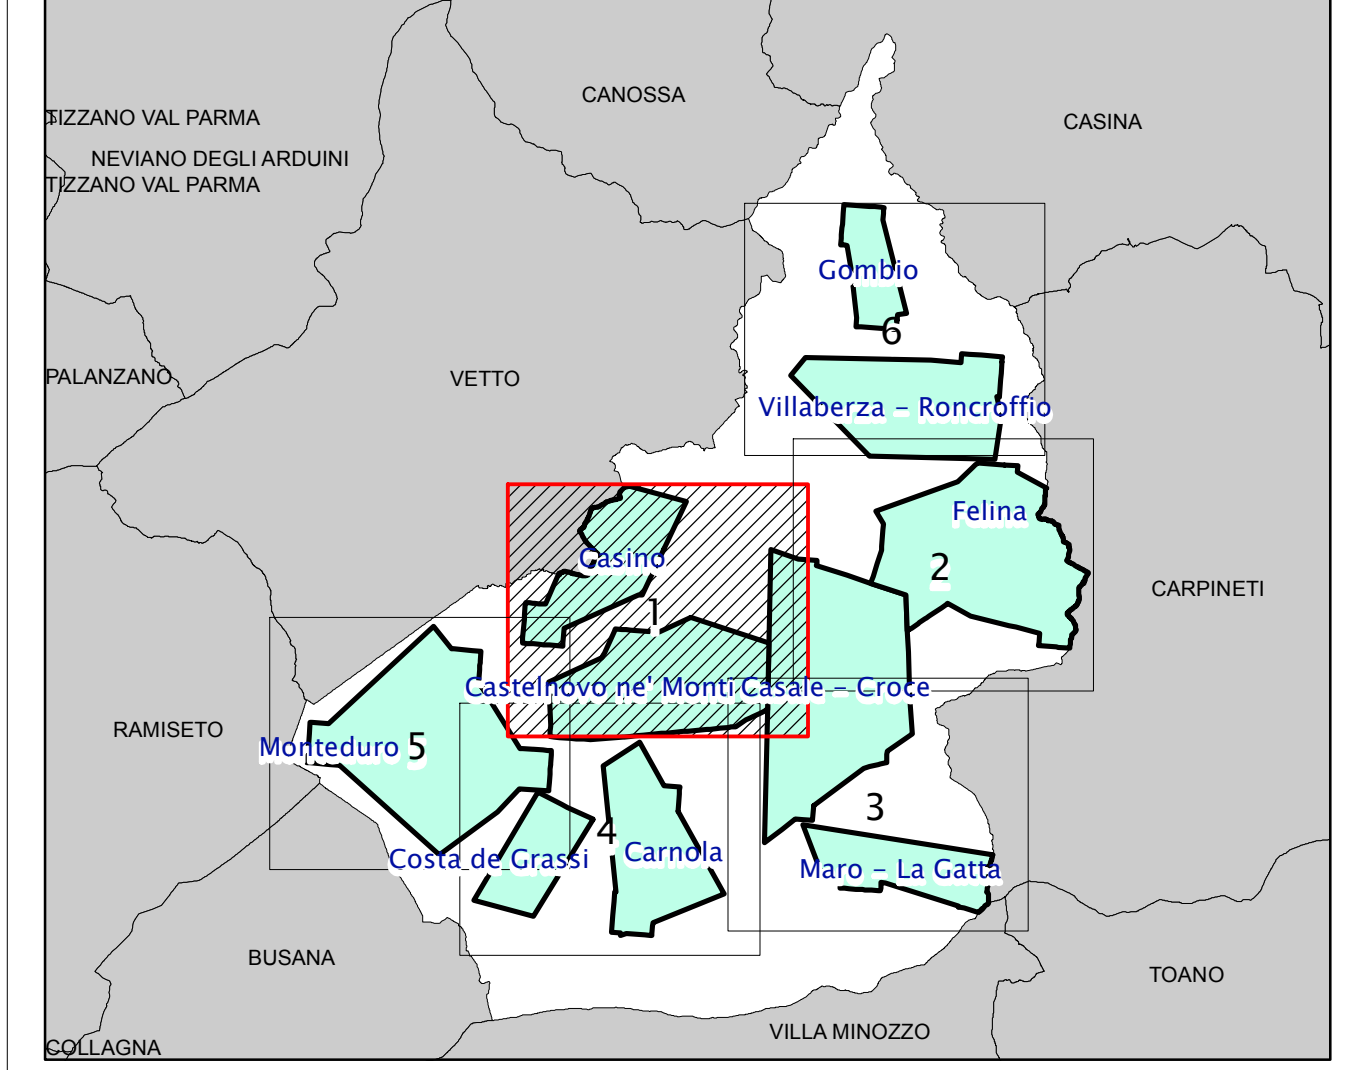 CANOSSA
TIZZANO VAL PARMA
CASINA
NEVIANO DEGLI ARDUINI
TIZZANO VAL PARMA
Gombio
6
PALANZANO
VETTO
Villaberza – Roncroffio
Felina
Casino
2
CARPINETI
1
Castelnovo ne' Monti
Casale – Croce
RAMISETO
Monteduro
5
3
4
Costa de Grassi
Carnola
Maro – La Gatta
BUSANA
TOANO
VILLA MINOZZO
COLLAGNA